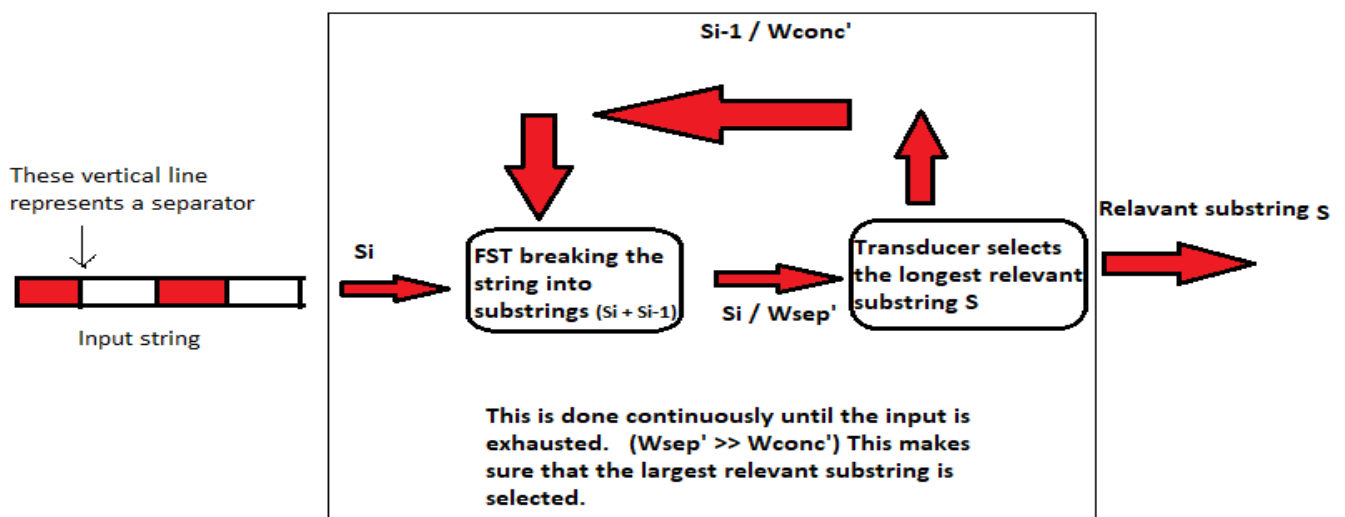 Si-1 / Wconc'
These vertical line
represents a separator
Input string
Si
FST breaking the
string into
substrings (Si + Si-1)
Si / Wsep'
Transducer selects
the longest relevant
substring S
Relavant substring s
This is done continuously until the input is
exhausted. (Wsep' >> Wconc') This makes
sure that the largest relevant substring is
selected.